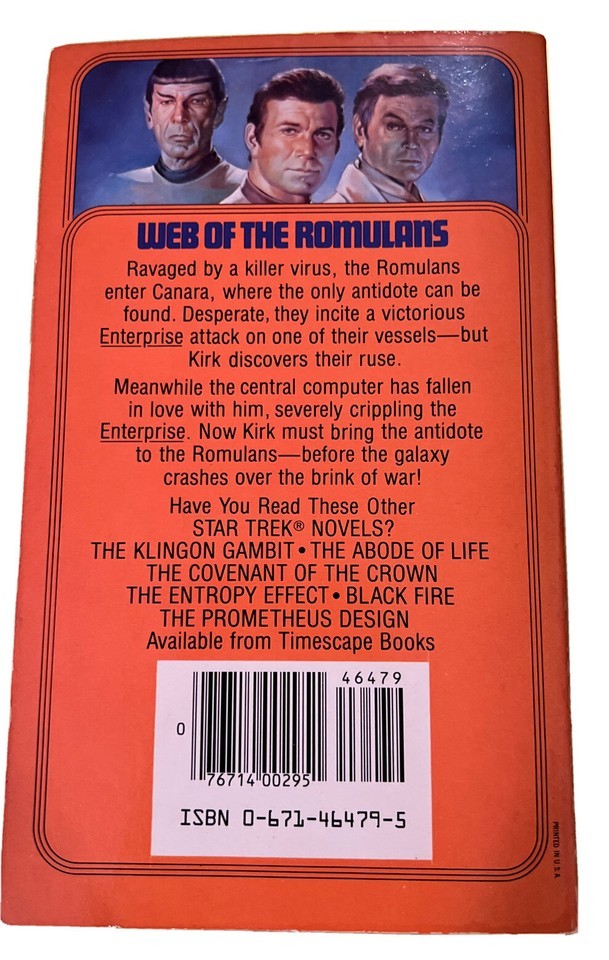 WEB OF THE ROMULANS
Ravaged by a killer virus, the Romulans
enter Canara, where the only antidote can be
found. Desperate, they incite a victorious
Enterprise attack on one of their vessels—but
Kirk discovers their ruse.
Meanwhile the central computer has fallen
in love with him, severely crippling the
Enterprise. Now Kirk must bring the antidote
to the Romulans—before the galaxy
crashes over the brink of war!
Have You Read These Other
STAR TREK® NOVELS?
THE KLINGON GAMBIT • THE ABODE OF LIFE
THE COVENANT OF THE CROWN
THE ENTROPY EFFECT • BLACK FIRE
THE PROMETHEUS DESIGN
Available from Timescape Books
46479
0
76714 00295
ISBN 0-671-46479-5
PRINTED IN U.S.A.